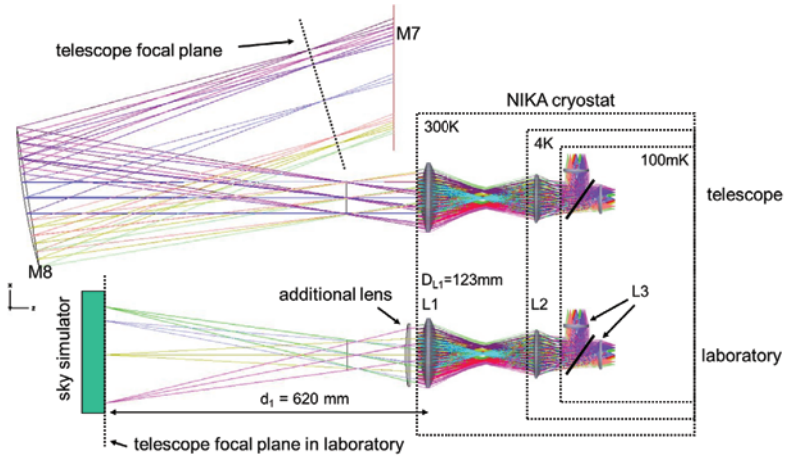 telescope focal plane
M7
NIKA cryostat
300K
4K
100mK
telescope
M8
x
z
D_L1=123mm
additional lens
L1
L2
L3
sky simulator
laboratory
d₁ = 620 mm
telescope focal plane in laboratory